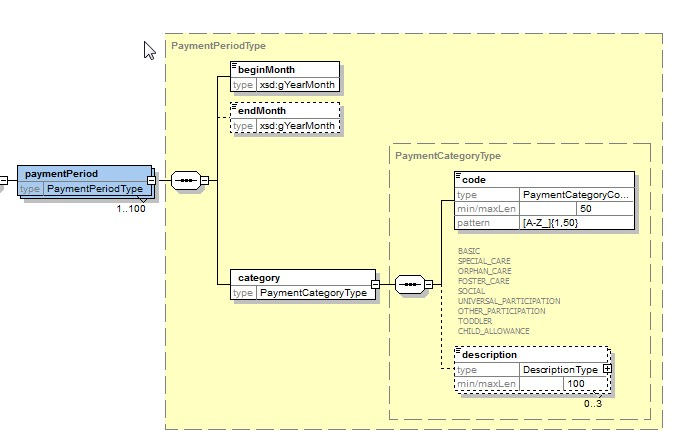 PaymentPeriodType
beginMonth
type xsd:gYearMonth
endMonth
type xsd:gYearMonth
PaymentCategoryType
paymentPeriod
type PaymentPeriodType
1..100
code
type PaymentCategoryCo...
min/maxLen 50
pattern [A-Z_]{1,50}
BASIC
SPECIAL_CARE
ORPHAN_CARE
FOSTER_CARE
SOCIAL
UNIVERSAL_PARTICIPATION
OTHER_PARTICIPATION
TODDLER
CHILD_ALLOWANCE
category
type PaymentCategoryType
description
type DescriptionType
min/maxLen 100
0..3